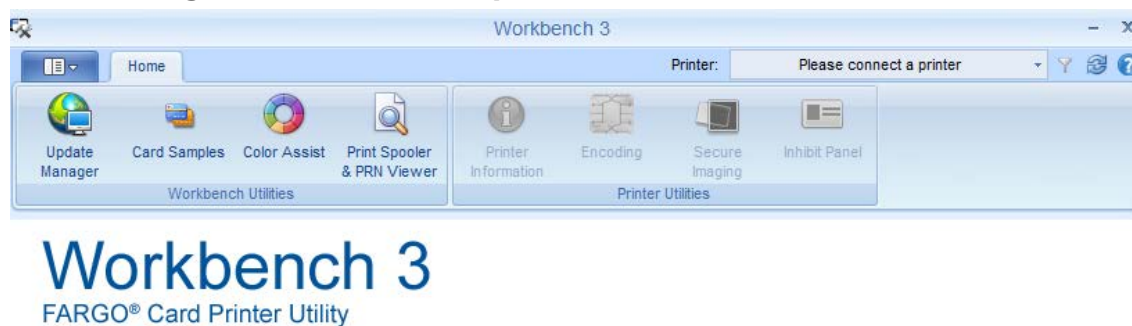 Workbench 3
Home
Printer: Please connect a printer
Update Manager
Card Samples
Color Assist
Print Spooler & PRN Viewer
Printer Information
Encoding
Secure Imaging
Inhibit Panel
Workbench Utilities
Printer Utilities
Workbench 3
FARGO® Card Printer Utility